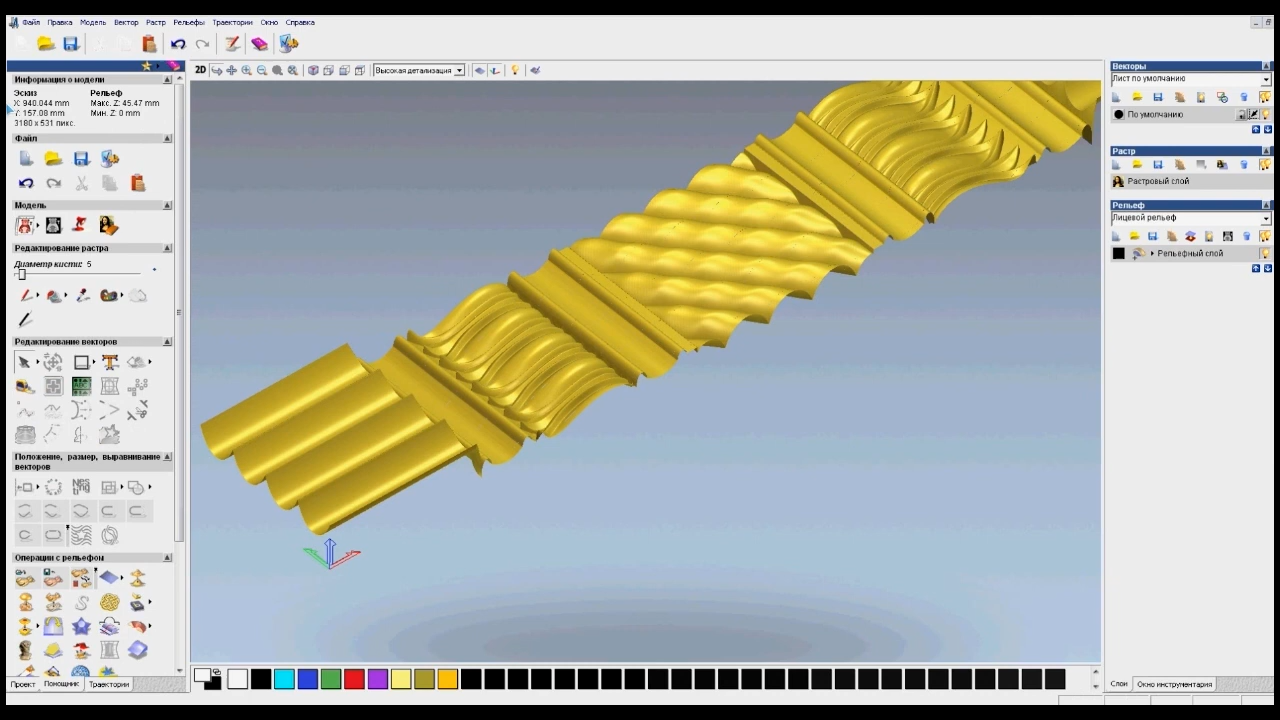 Файл Правка Модель Вектор Растр Рельефы Траектории Окно Справка
2D Высокая детализация
Информация о модели
Эскиз Рельеф
X: 940.044 mm Макс. Z: 45.47 mm
Y: 157.08 mm Мин. Z: 0 mm
3180 x 531 пикс.
Файл
Модель
Редактирование растра
Диаметр кисти: 5
Редактирование векторов
Положение, размер, выравнивание
векторов
Операции с рельефом
Проект Помощник Траектории
Векторы
Лист по умолчанию
По умолчанию
Растр
Растровый слой
Рельеф
Лицевой рельеф
Рельефный слой
Слои Окно инструментария